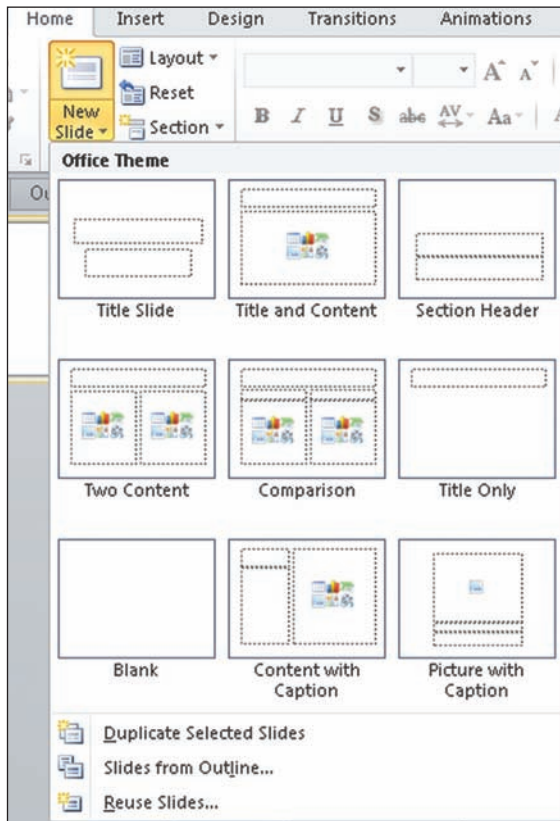 Home Insert Design Transitions Animations
Layout
Reset
Section
New
Slide
B I U S abc AV Aa
A A
Office Theme
Title Slide Title and Content Section Header
Two Content Comparison Title Only
Blank Content with Caption Picture with Caption
Duplicate Selected Slides
Slides from Outline...
Reuse Slides...